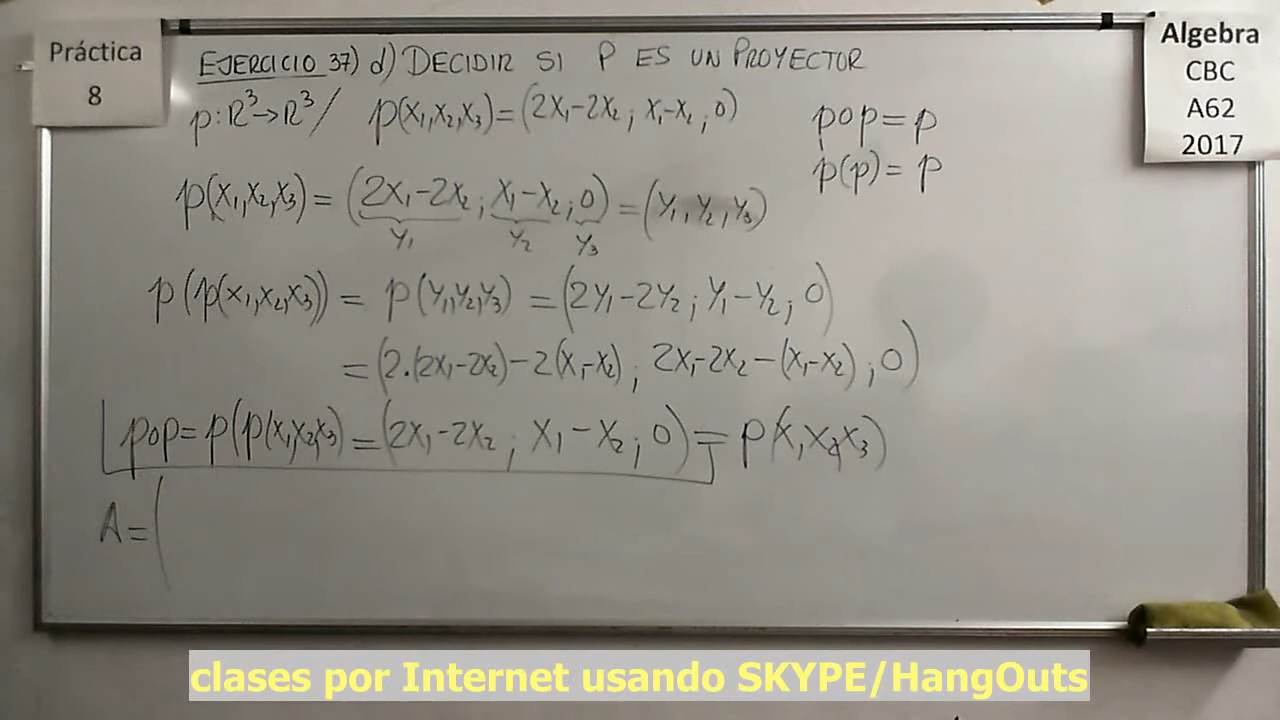 Práctica
8
Algebra
CBC
A62
2017
EJERCICIO 37) d) DECIDIR SI P ES UN PROYECTOR
p: R³→R³/ p(x₁,x₂,x₃)=(2x₁-2x₂; x₁-x₂; 0)
pop=p
p(p)=p
p(x₁,x₂,x₃)=(2x₁-2x₂; x₁-x₂; 0)=(y₁,y₂,y₃)
y₁ y₂ y₃
p(p(x₁,x₂,x₃))=p(y₁,y₂,y₃)=(2y₁-2y₂; y₁-y₂; 0)
=(2.(2x₁-2x₂)-2(x₁-x₂); 2x₁-2x₂-(x₁-x₂); 0)
pop=p(p(x₁,x₂,x₃)=(2x₁-2x₂; x₁-x₂; 0)=p(x₁,x₂,x₃)
A=(
clases por Internet usando SKYPE/HangOuts